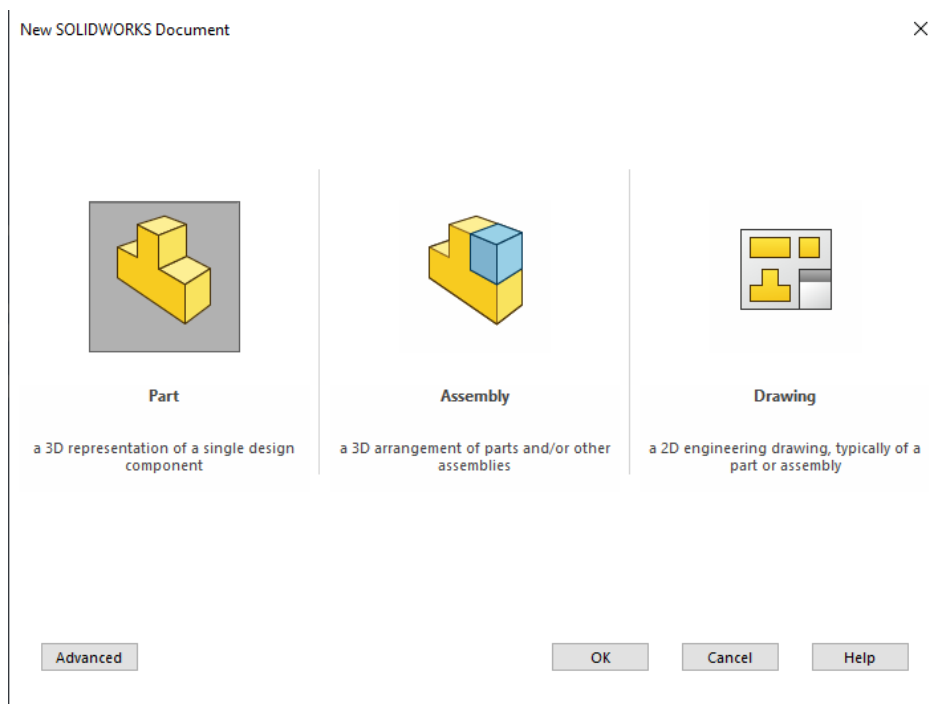 New SOLIDWORKS Document
Part
a 3D representation of a single design
component
Assembly
a 3D arrangement of parts and/or other
assemblies
Drawing
a 2D engineering drawing, typically of a
part or assembly
Advanced
OK
Cancel
Help